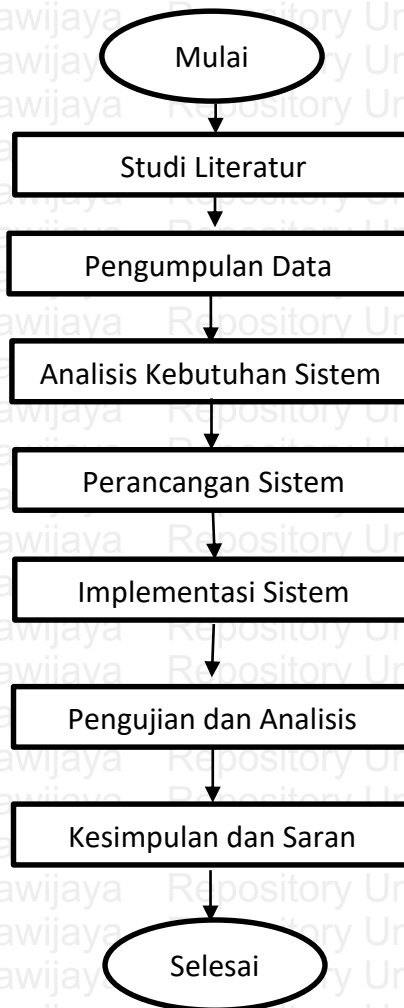 Mulai
Studi Literatur
Pengumpulan Data
Analisis Kebutuhan Sistem
Perancangan Sistem
Implementasi Sistem
Pengujian dan Analisis
Kesimpulan dan Saran
Selesai